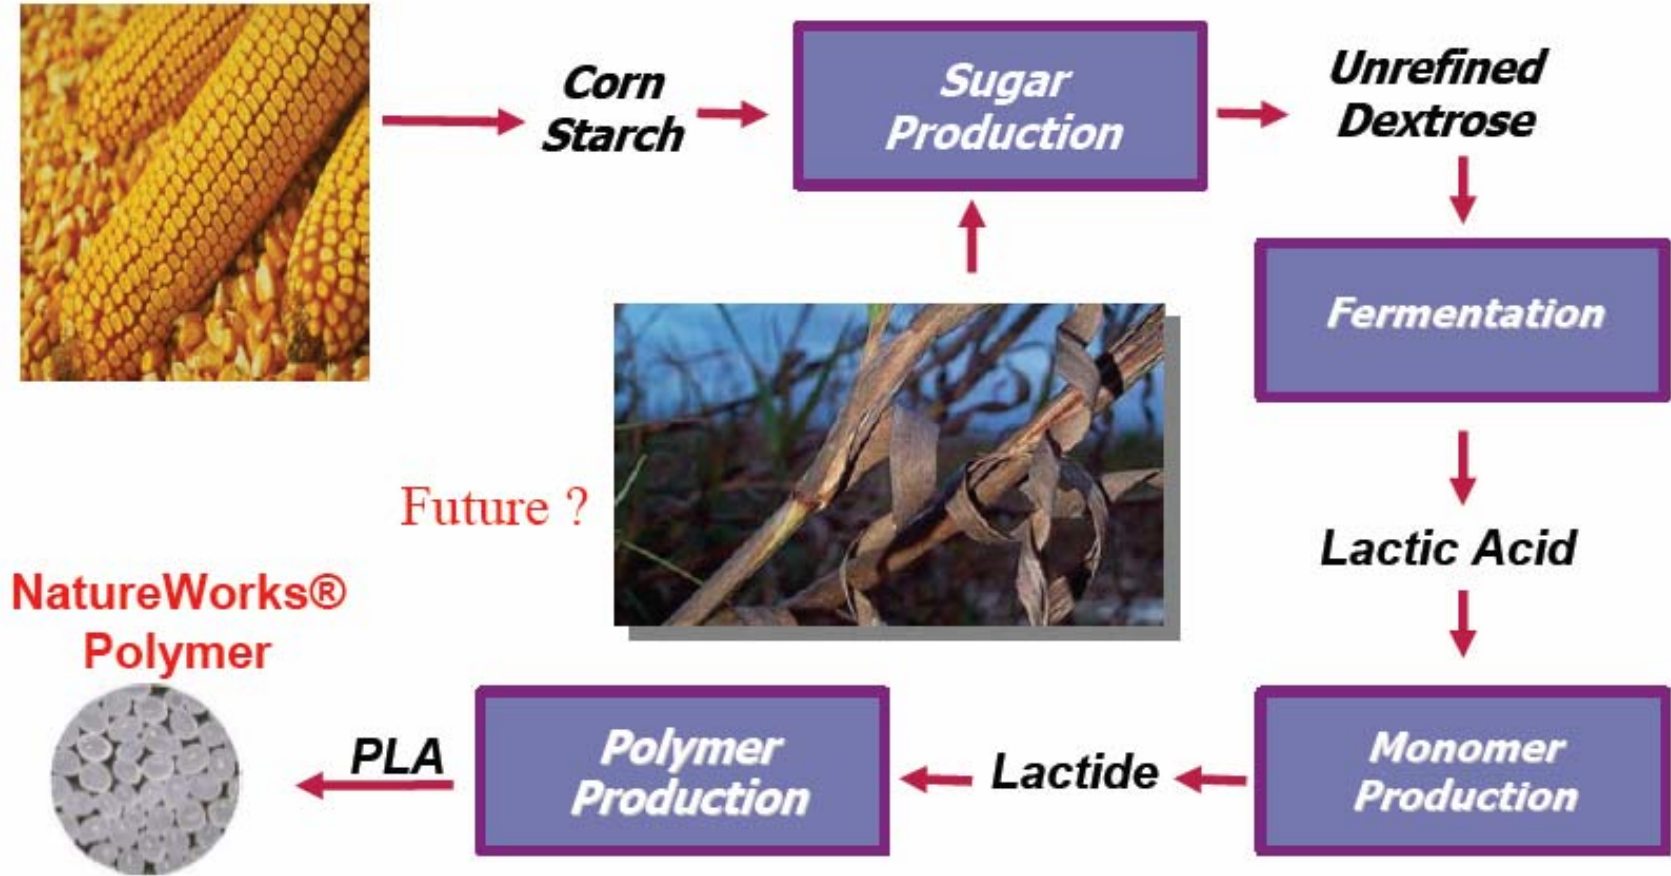 Corn
Starch
Sugar
Production
Unrefined
Dextrose
Fermentation
Future ?
Lactic Acid
NatureWorks®
Polymer
PLA
Polymer
Production
Lactide
Monomer
Production